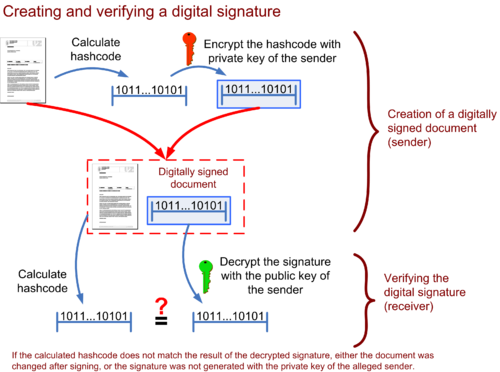 Creating and verifying a digital signature
Calculate
hashcode
Encrypt the hashcode with
private key of the sender
1011...10101
1011...10101
Creation of a digitally
signed document
(sender)
Digitally signed
document
1011...10101
Calculate
hashcode
Decrypt the signature
with the public key of
the sender
Verifying the
digital signature
(receiver)
1011...10101
?
=
1011...10101
If the calculated hashcode does not match the result of the decrypted signature, either the document was
changed after signing, or the signature was not generated with the private key of the alleged sender.